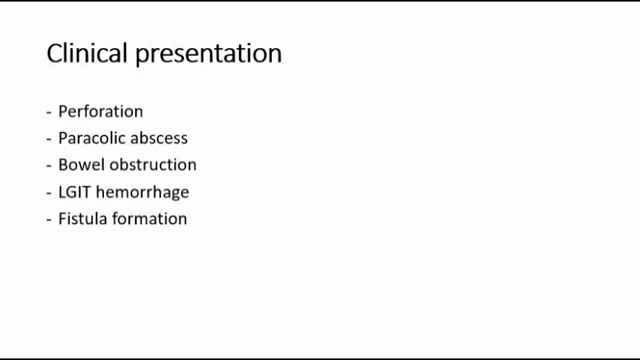 Clinical presentation
- Perforation
- Paracolic abscess
- Bowel obstruction
- LGIT hemorrhage
- Fistula formation